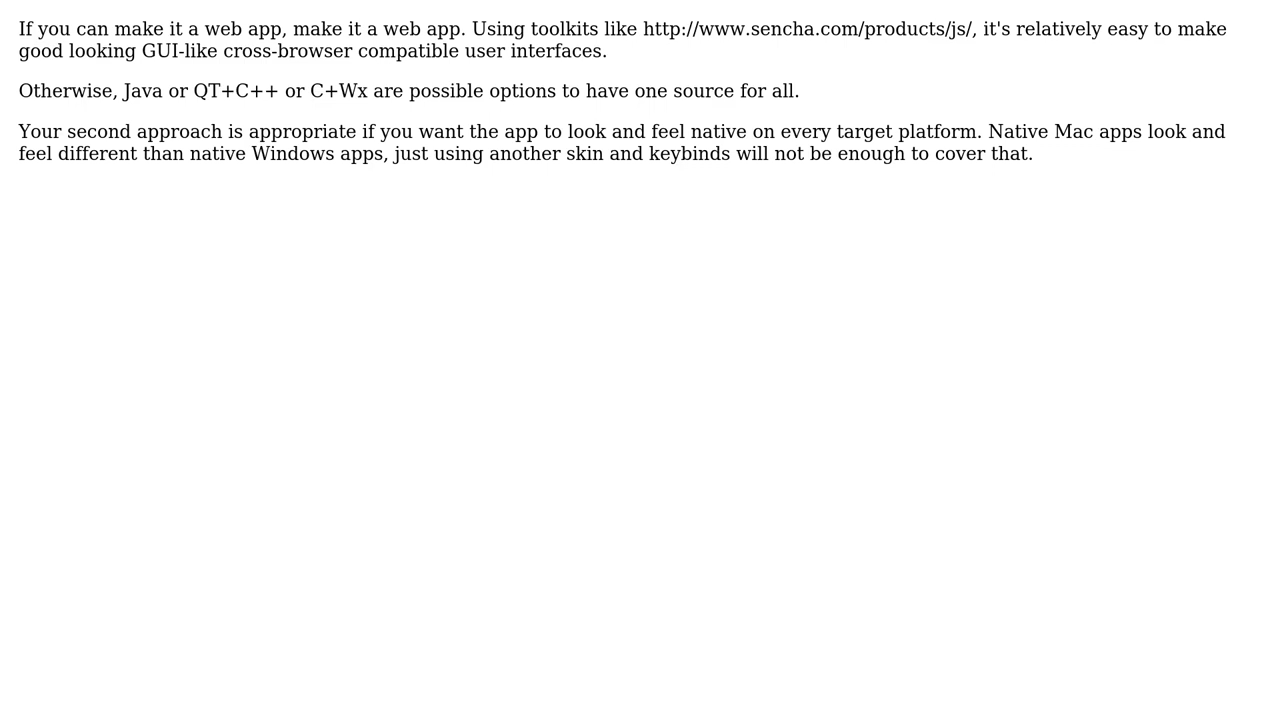 If you can make it a web app, make it a web app. Using toolkits like http://www.sencha.com/products/js/, it's relatively easy to make
good looking GUI-like cross-browser compatible user interfaces.
Otherwise, Java or QT+C++ or C+Wx are possible options to have one source for all.
Your second approach is appropriate if you want the app to look and feel native on every target platform. Native Mac apps look and
feel different than native Windows apps, just using another skin and keybinds will not be enough to cover that.